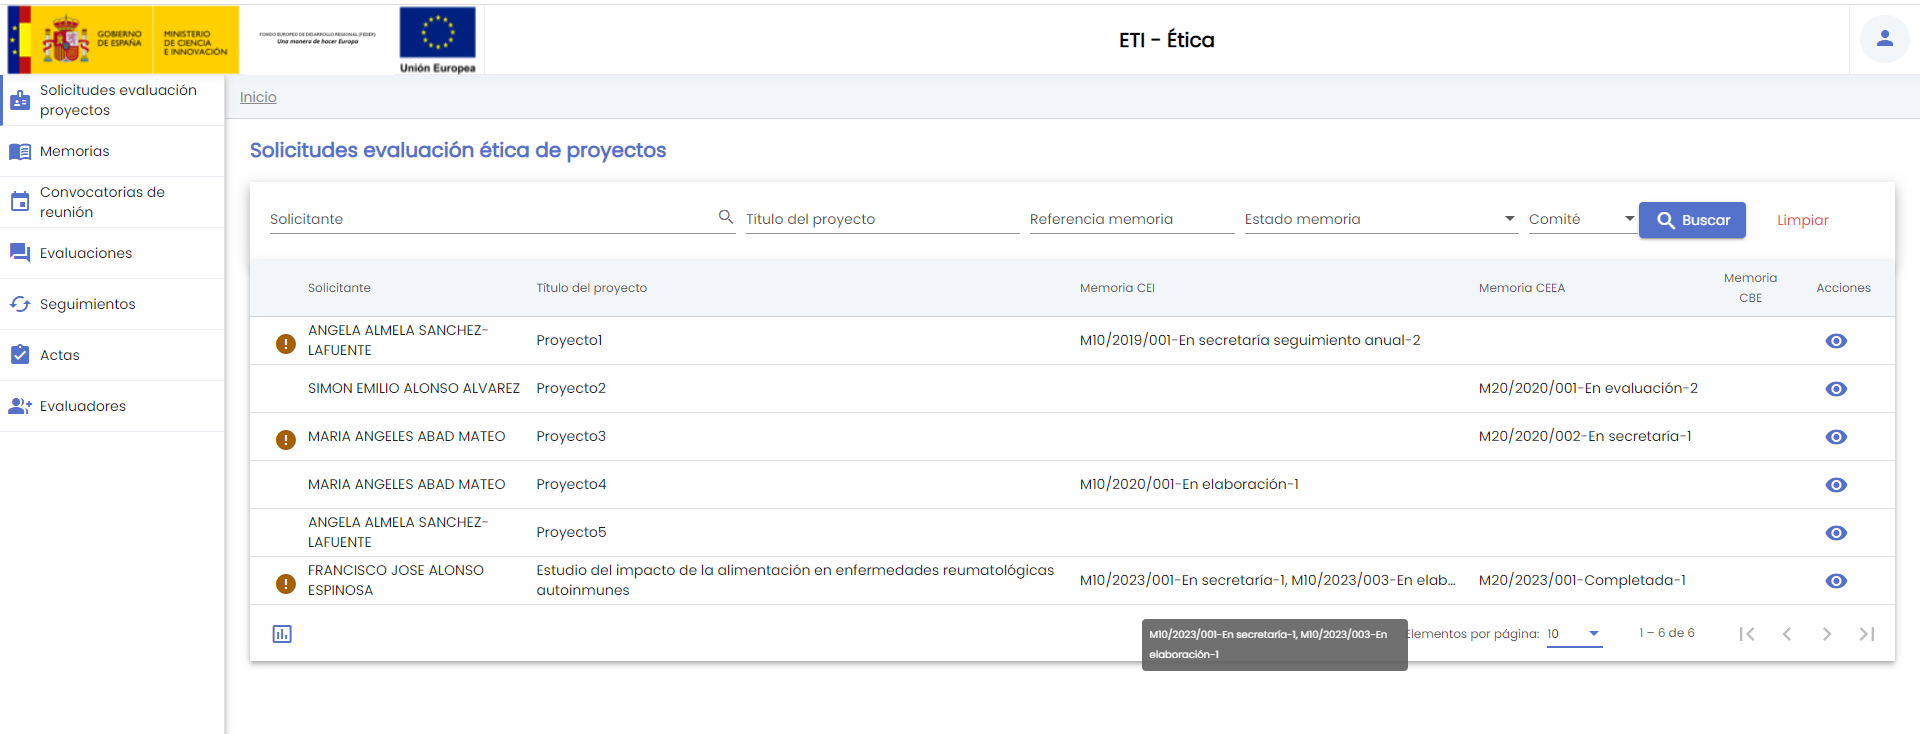 GOBIERNO
DE ESPAÑA
MINISTERIO
DE CIENCIA
E INNOVACIÓN
FONDO EUROPEO DE DESARROLLO REGIONAL (FEDER)
Una manera de hacer Europa
Unión Europea
ETI - Ética
Solicitudes evaluación
proyectos
Memorias
Convocatorias de
reunión
Evaluaciones
Seguimientos
Actas
Evaluadores
Inicio
Solicitudes evaluación ética de proyectos
Solicitante Título del proyecto Referencia memoria Estado memoria Comité Buscar Limpiar
Solicitante Título del proyecto Memoria CEI Memoria CEEA Memoria CBE Acciones
ANGELA ALMELA SANCHEZ-
LAFUENTE
Proyecto1 M10/2019/001-En secretaría seguimiento anual-2
SIMON EMILIO ALONSO ALVAREZ Proyecto2 M20/2020/001-En evaluación-2
MARIA ANGELES ABAD MATEO Proyecto3 M20/2020/002-En secretaría-1
MARIA ANGELES ABAD MATEO Proyecto4 M10/2020/001-En elaboración-1
ANGELA ALMELA SANCHEZ-
LAFUENTE
Proyecto5
FRANCISCO JOSE ALONSO
ESPINOSA
Estudio del impacto de la alimentación en enfermedades reumatológicas
autoinmunes
M10/2023/001-En secretaría-1, M10/2023/003-En elab... M20/2023/001-Completada-1
M10/2023/001-En secretaría-1, M10/2023/003-En
elaboración-1
Elementos por página: 10 1 – 6 de 6